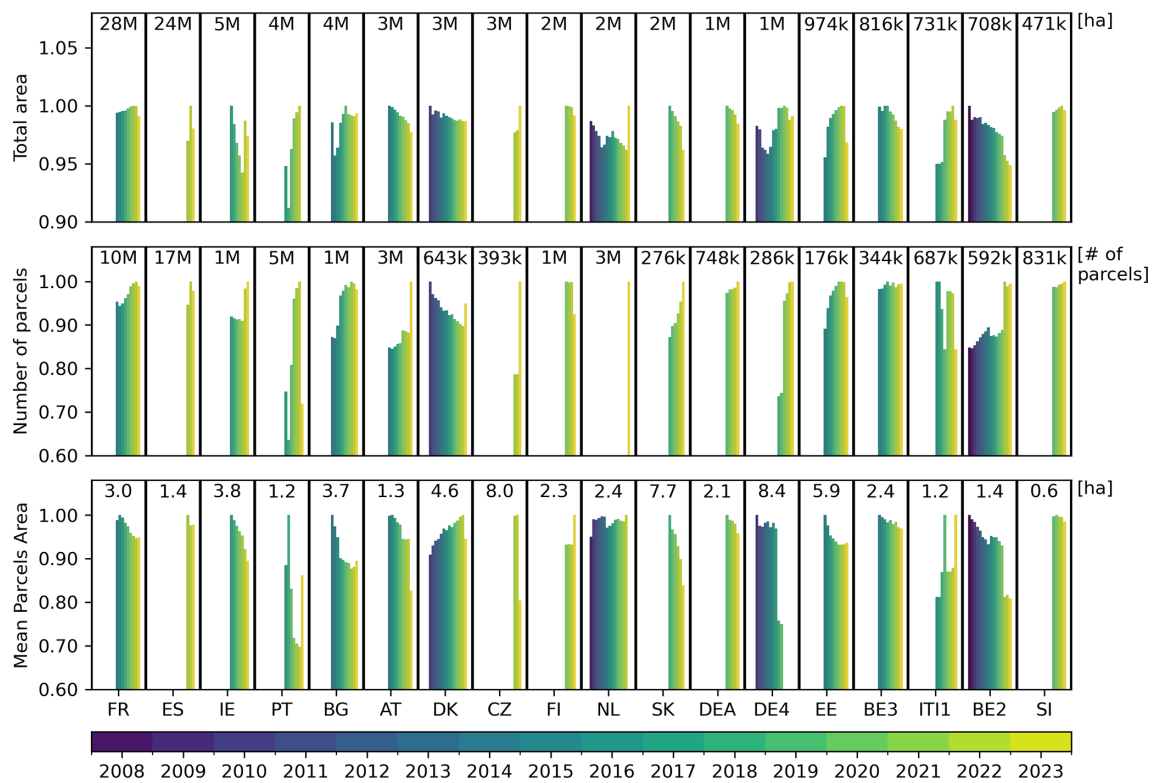 28M 24M 5M 4M 4M 3M 3M 3M 2M 2M 2M 1M 1M 974k 816k 731k 708k 471k [ha]
1.05
1.00
0.95
0.90
Total area
10M 17M 1M 5M 1M 3M 643k 393k 1M 3M 276k 748k 286k 176k 344k 687k 592k 831k [# of
parcels]
1.00
0.90
0.80
0.70
0.60
Number of parcels
3.0 1.4 3.8 1.2 3.7 1.3 4.6 8.0 2.3 2.4 7.7 2.1 8.4 5.9 2.4 1.2 1.4 0.6 [ha]
1.00
0.90
0.80
0.70
0.60
Mean Parcels Area
FR ES IE PT BG AT DK CZ FI NL SK DEA DE4 EE BE3 ITI1 BE2 SI
2008 2009 2010 2011 2012 2013 2014 2015 2016 2017 2018 2019 2020 2021 2022 2023